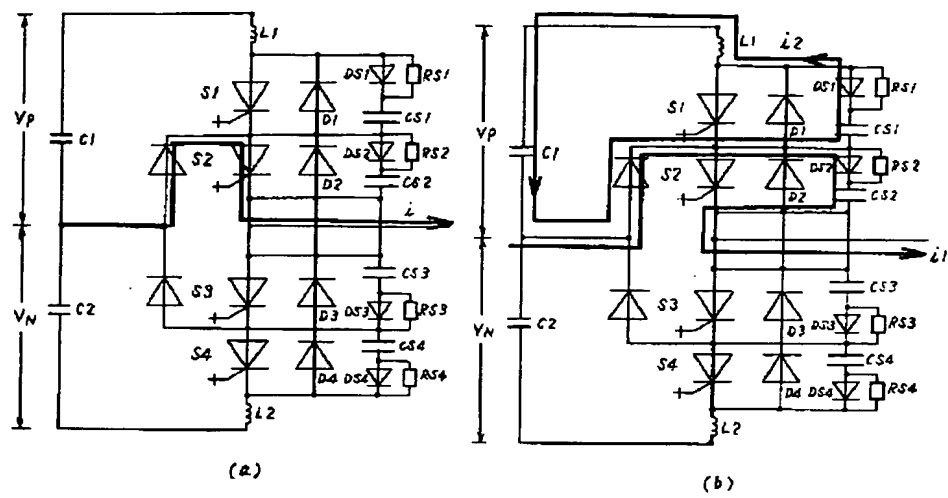 L1
DS1
RS1
S1
CS1
D1
VP
C1
DS2
RS2
S2
D2
CS2
i
VN
C2
CS3
S3
DS3
RS3
D3
CS4
S4
D4
DS4
RS4
L2
(a)
L1
i2
DS1
RS1
S1
D1
CS1
VP
C1
DS2
RS2
S2
D2
CS2
i1
VN
C2
CS3
S3
DS3
RS3
D3
CS4
S4
D4
DS4
RS4
L2
(b)